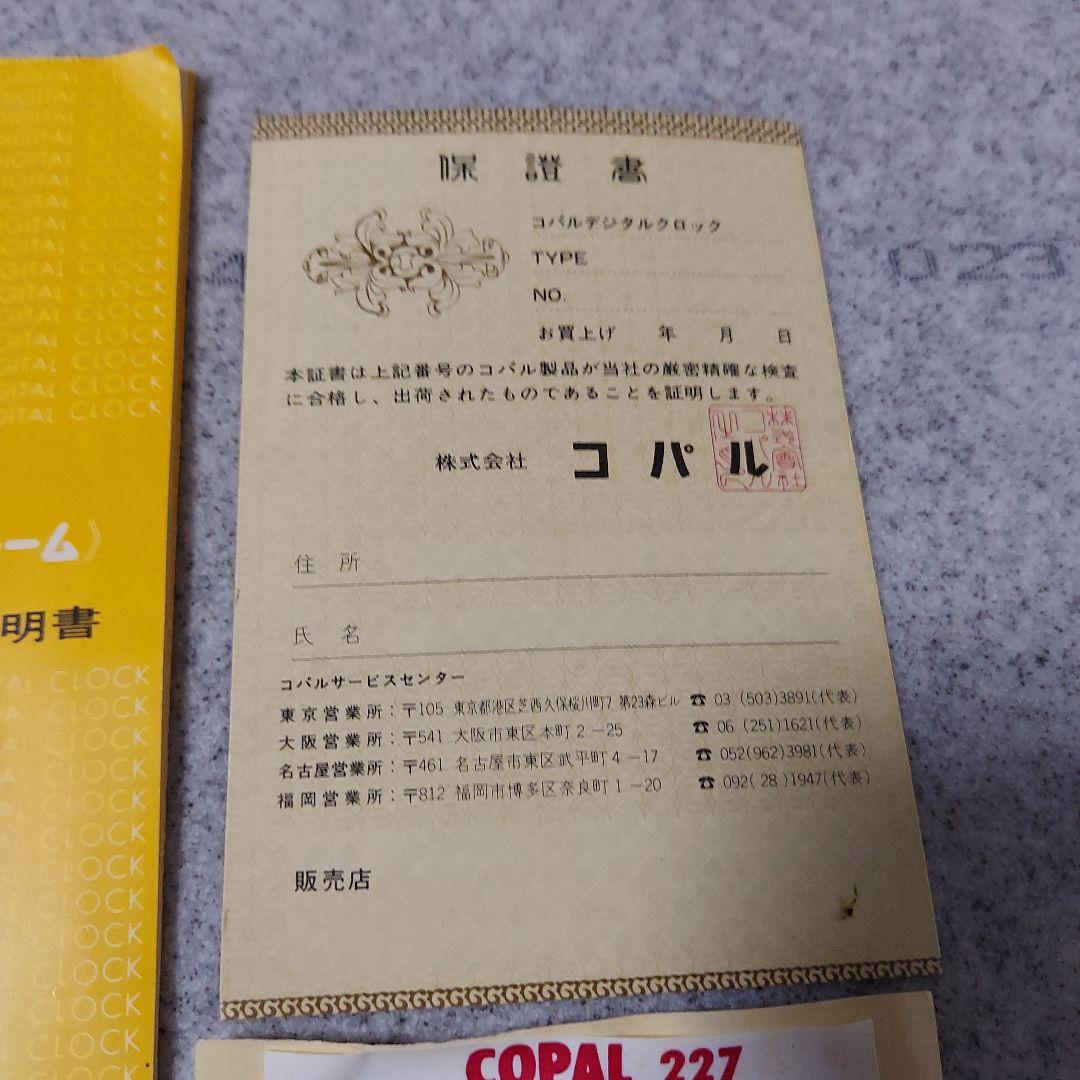 保證書
コパルデジタルクロック
TYPE
NO.
お買上げ 年 月 日
本証書は上記番号のコパル製品が当社の厳密精確な検査
に合格し、出荷されたものであることを証明します。
株式会社 コパル
住所
氏名
コパルサービスセンター
東京営業所：〒105 東京都港区芝西久保桜川町7 第23森ビル ☎ 03 (503)3891(代表)
大阪営業所：〒541 大阪市東区本町2-25 ☎ 06 (251)1621(代表)
名古屋営業所：〒461 名古屋市東区武平町4-17 ☎ 052(962)3981(代表)
福岡営業所：〒812 福岡市博多区奈良町1-20 ☎ 092(28)1947(代表)
販売店
COPAL 227
ーム〉
明書
DIGITAL CLOCK
DIGITAL CLOCK
DIGITAL CLOCK
CLOCK
CLOCK
CLOCK